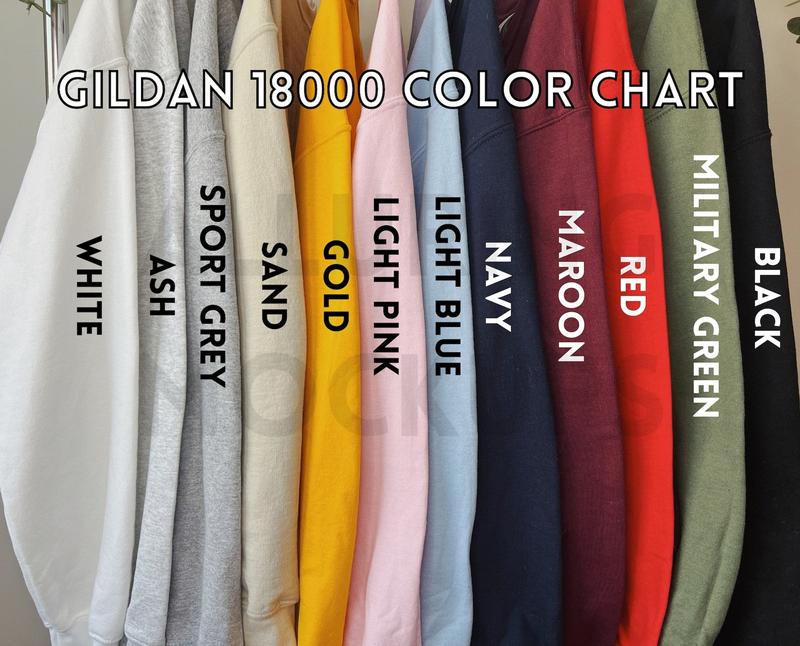 GILDAN 18000 COLOR CHART
WHITE
ASH
SPORT GREY
SAND
GOLD
LIGHT PINK
LIGHT BLUE
NAVY
MAROON
RED
MILITARY GREEN
BLACK